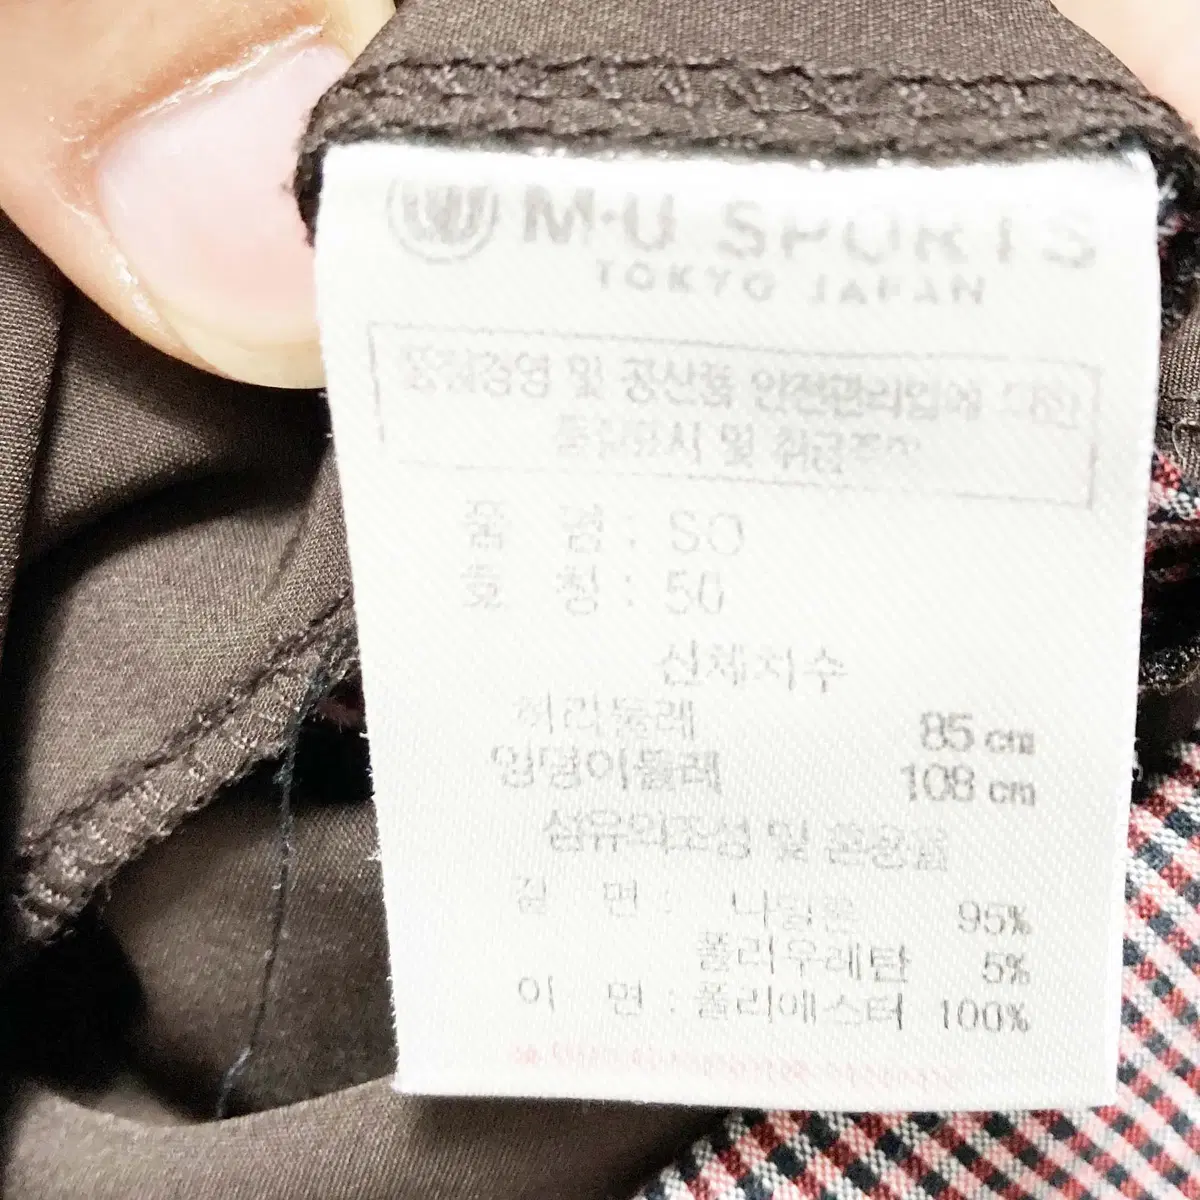 M·U SPORTS
TOKYO JAPAN
품질경영 및 공산품 안전관리법에 의한
품질표시 및 취급주의
품 명 : SO
호 칭 : 50
신체치수
허리둘레 85 cm
엉덩이둘레 108 cm
섬유의조성 및 혼용율
겉 면 : 나일론 95%
폴리우레탄 5%
이 면 : 폴리에스터 100%